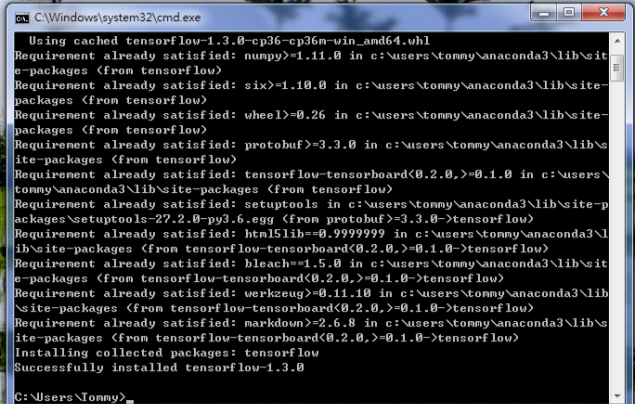 C:\Windows\system32\cmd.exe
Using cached tensorflow-1.3.0-cp36-cp36m-win_amd64.whl
Requirement already satisfied: numpy>=1.11.0 in c:\users\tommy\anaconda3\lib\sit
e-packages (from tensorflow)
Requirement already satisfied: six>=1.10.0 in c:\users\tommy\anaconda3\lib\site-
packages (from tensorflow)
Requirement already satisfied: wheel>=0.26 in c:\users\tommy\anaconda3\lib\site-
packages (from tensorflow)
Requirement already satisfied: protobuf>=3.3.0 in c:\users\tommy\anaconda3\lib\s
ite-packages (from tensorflow)
Requirement already satisfied: tensorflow-tensorboard<0.2.0,>=0.1.0 in c:\users\
tommy\anaconda3\lib\site-packages (from tensorflow)
Requirement already satisfied: setuptools in c:\users\tommy\anaconda3\lib\site-p
ackages\setuptools-27.2.0-py3.6.egg (from protobuf>=3.3.0->tensorflow)
Requirement already satisfied: html5lib==0.9999999 in c:\users\tommy\anaconda3\l
ib\site-packages (from tensorflow-tensorboard<0.2.0,>=0.1.0->tensorflow)
Requirement already satisfied: bleach==1.5.0 in c:\users\tommy\anaconda3\lib\sit
e-packages (from tensorflow-tensorboard<0.2.0,>=0.1.0->tensorflow)
Requirement already satisfied: werkzeug>=0.11.10 in c:\users\tommy\anaconda3\lib
\site-packages (from tensorflow-tensorboard<0.2.0,>=0.1.0->tensorflow)
Requirement already satisfied: markdown>=2.6.8 in c:\users\tommy\anaconda3\lib\s
ite-packages (from tensorflow-tensorboard<0.2.0,>=0.1.0->tensorflow)
Installing collected packages: tensorflow
Successfully installed tensorflow-1.3.0
C:\Users\Tommy>_